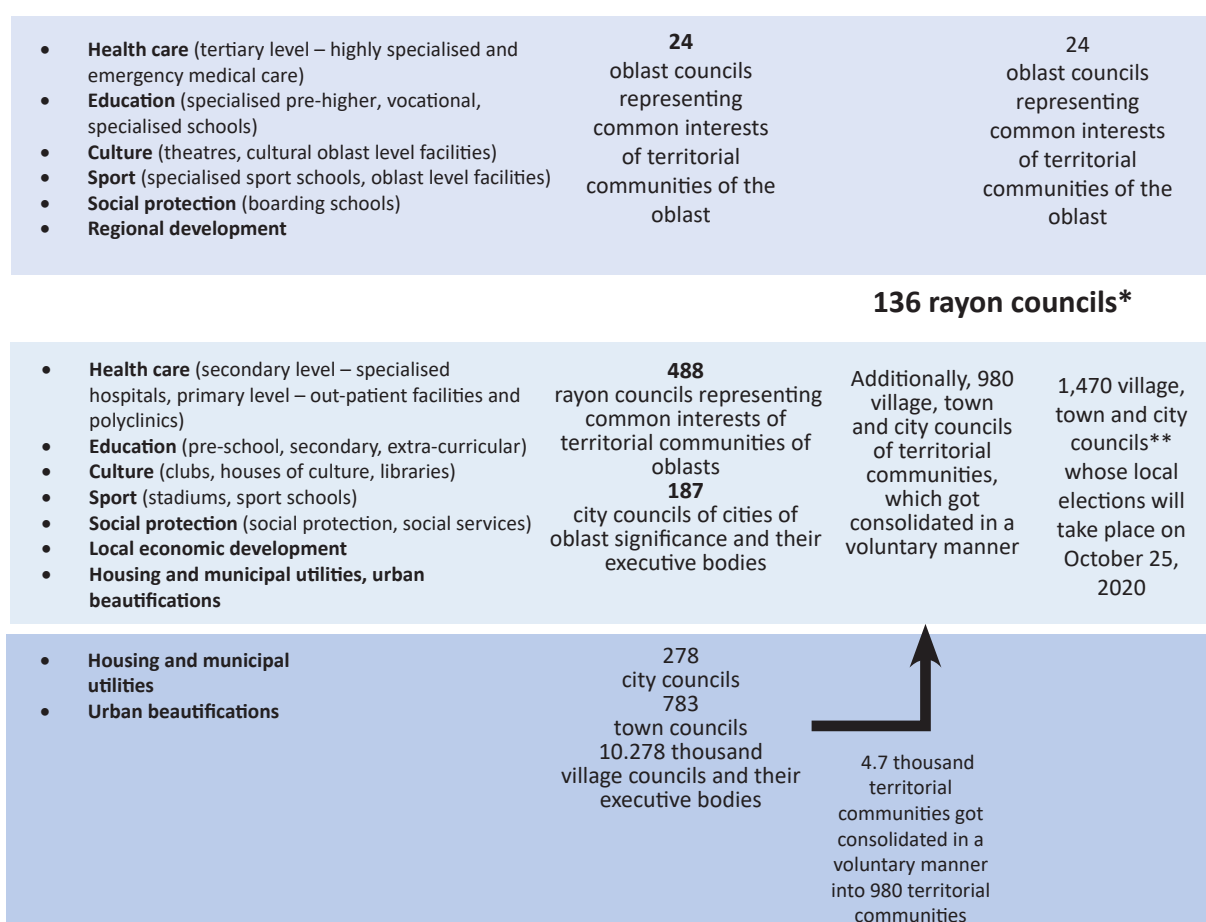 • Health care (tertiary level – highly specialised and
emergency medical care)
• Education (specialised pre-higher, vocational,
specialised schools)
• Culture (theatres, cultural oblast level facilities)
• Sport (specialised sport schools, oblast level facilities)
• Social protection (boarding schools)
• Regional development
24
oblast councils
representing
common interests
of territorial
communities of the
oblast
24
oblast councils
representing
common interests
of territorial
communities of the
oblast
136 rayon councils*
• Health care (secondary level – specialised
hospitals, primary level – out-patient facilities and
polyclinics)
• Education (pre-school, secondary, extra-curricular)
• Culture (clubs, houses of culture, libraries)
• Sport (stadiums, sport schools)
• Social protection (social protection, social services)
• Local economic development
• Housing and municipal utilities, urban
beautifications
488
rayon councils representing
common interests of
territorial communities of
oblasts
187
city councils of cities of
oblast significance and their
executive bodies
Additionally, 980
village, town
and city councils
of territorial
communities,
which got
consolidated in a
voluntary manner
1,470 village,
town and city
councils**
whose local
elections will
take place on
October 25,
2020
• Housing and municipal
utilities
• Urban beautifications
278
city councils
783
town councils
10.278 thousand
village councils and their
executive bodies
4.7 thousand
territorial
communities got
consolidated in a
voluntary manner
into 980 territorial
communities